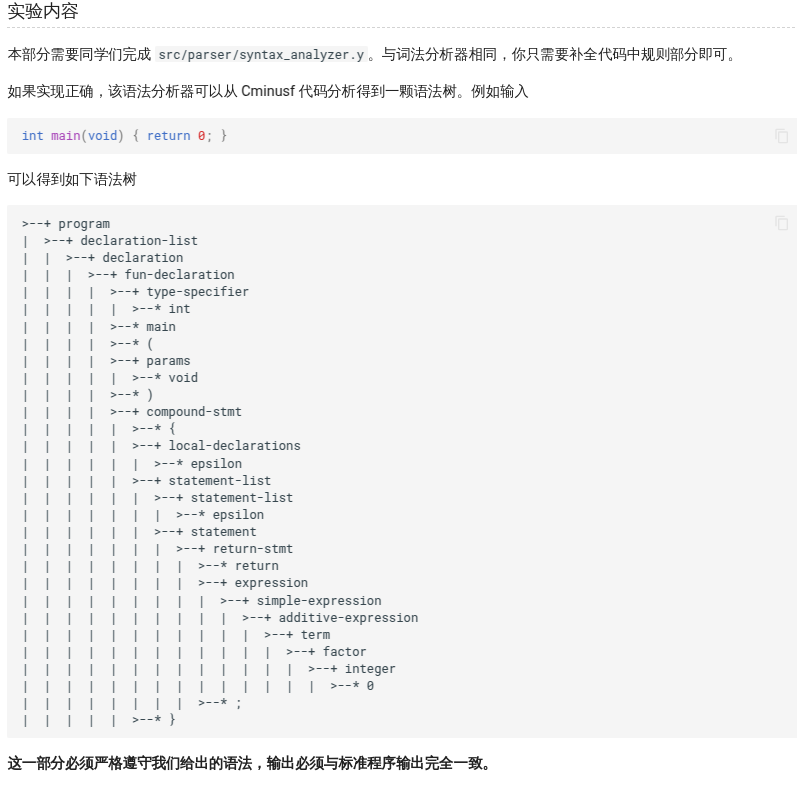 实验内容
本部分需要同学们完成 src/parser/syntax_analyzer.y 。与词法分析器相同，你只需要补全代码中规则部分即可。
如果实现正确，该语法分析器可以从 Cminusf 代码分析得到一颗语法树。例如输入
int main(void) { return 0; }
可以得到如下语法树
>--+ program
|  >--+ declaration-list
|  |  >--+ declaration
|  |  |  >--+ fun-declaration
|  |  |  |  >--+ type-specifier
|  |  |  |  |  >--* int
|  |  |  |  >--* main
|  |  |  |  >--* (
|  |  |  |  >--+ params
|  |  |  |  |  >--* void
|  |  |  |  >--* )
|  |  |  |  >--+ compound-stmt
|  |  |  |  |  >--* {
|  |  |  |  |  >--+ local-declarations
|  |  |  |  |  |  >--* epsilon
|  |  |  |  |  >--+ statement-list
|  |  |  |  |  |  >--+ statement-list
|  |  |  |  |  |  |  >--* epsilon
|  |  |  |  |  |  >--+ statement
|  |  |  |  |  |  |  >--+ return-stmt
|  |  |  |  |  |  |  |  >--* return
|  |  |  |  |  |  |  |  >--+ expression
|  |  |  |  |  |  |  |  |  >--+ simple-expression
|  |  |  |  |  |  |  |  |  |  >--+ additive-expression
|  |  |  |  |  |  |  |  |  |  |  >--+ term
|  |  |  |  |  |  |  |  |  |  |  |  >--+ factor
|  |  |  |  |  |  |  |  |  |  |  |  |  >--+ integer
|  |  |  |  |  |  |  |  |  |  |  |  |  |  >--* 0
|  |  |  |  |  |  |  |  >--* ;
|  |  |  |  |  >--* }
这一部分必须严格遵守我们给出的语法，输出必须与标准程序输出完全一致。